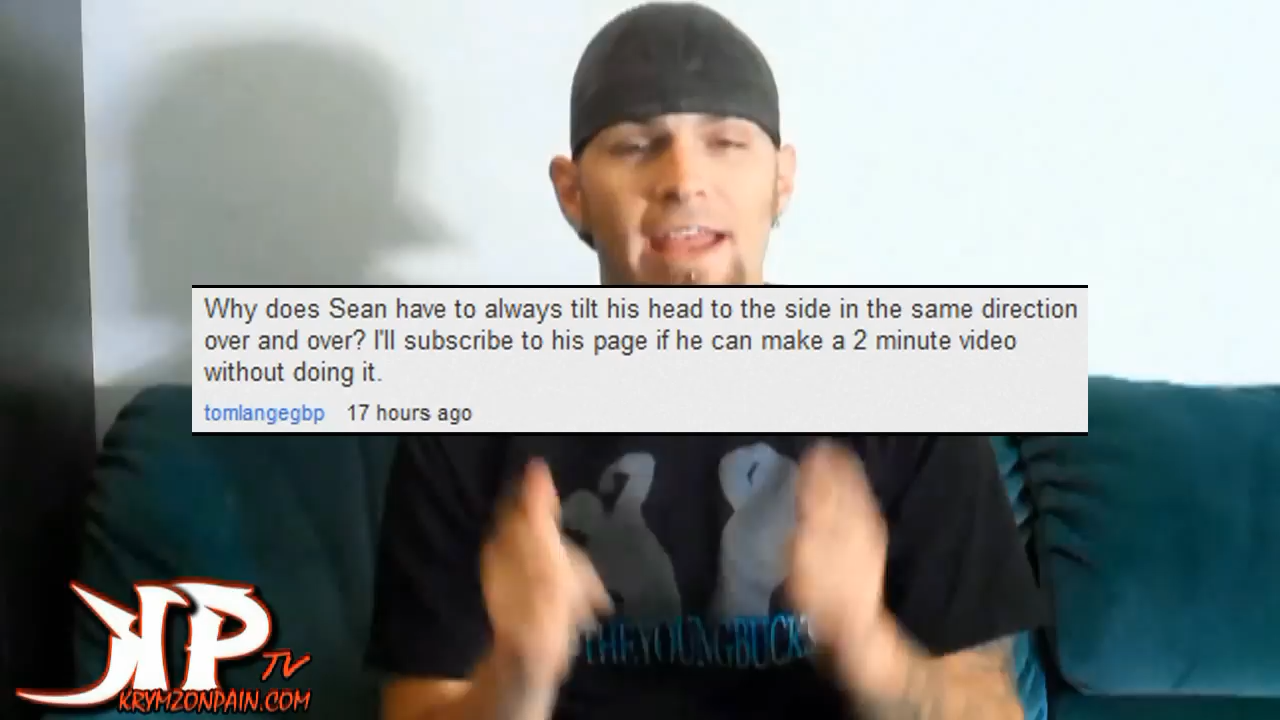 Why does Sean have to always tilt his head to the side in the same direction
over and over? I'll subscribe to his page if he can make a 2 minute video
without doing it.
tomlangegbp 17 hours ago
THEYOUNGBUCKS
KP
TV
KRYMZONPAIN.COM